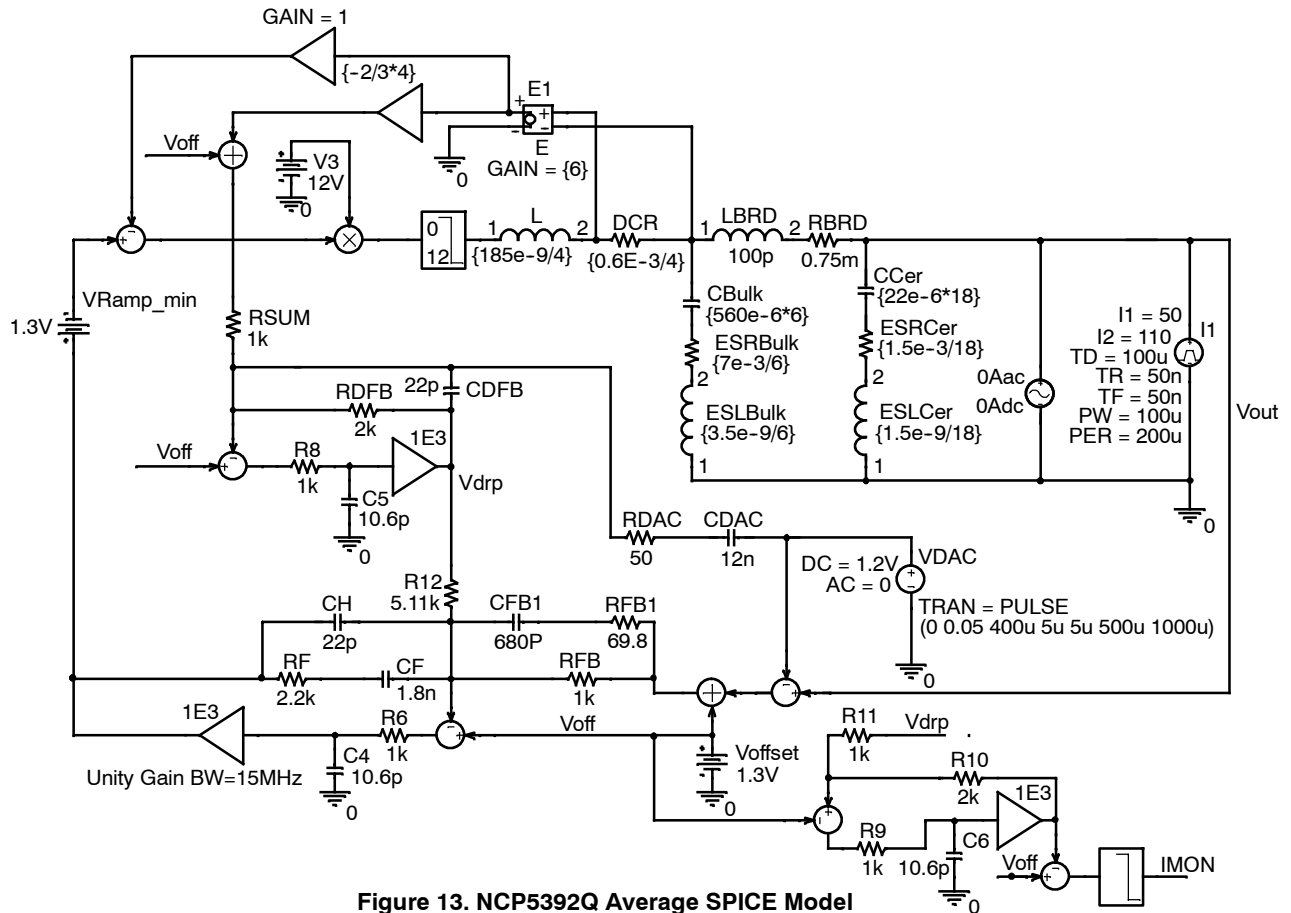 GAIN = 1
{-2/3*4}
E1
+
-
+
-
E
GAIN = {6}
0
Voff
+
V3
12V
0
+
-
×
0
12
1
L
2
{185e-9/4}
DCR
{0.6E-3/4}
1
LBRD
2
100p
RBRD
0.75m
VRamp_min
1.3V
RSUM
1k
CBulk
{560e-6*6}
ESRBulk
{7e-3/6}
2
ESLBulk
{3.5e-9/6}
1
CCer
{22e-6*18}
ESRCer
{1.5e-3/18}
2
ESLCer
{1.5e-9/18}
1
0Aac
0Adc
I1 = 50
I2 = 110
TD = 100u
TR = 50n
TF = 50n
PW = 100u
PER = 200u
I1
Vout
0
22p
CDFB
RDFB
2k
Voff
+
-
R8
1k
C5
10.6p
0
1E3
Vdrp
RDAC
50
CDAC
12n
DC = 1.2V
AC = 0
VDAC
+
-
TRAN = PULSE
(0 0.05 400u 5u 5u 500u 1000u)
0
R12
5.11k
CH
22p
CFB1
680P
RFB1
69.8
RF
2.2k
CF
1.8n
RFB
1k
+
-
+
1E3
Unity Gain BW=15MHz
R6
1k
C4
10.6p
0
-
+
Voff
Voffset
1.3V
0
R11
1k
Vdrp
R10
2k
+
-
R9
1k
C6
10.6p
0
1E3
Voff
+
-
IMON
Figure 13. NCP5392Q Average SPICE Model